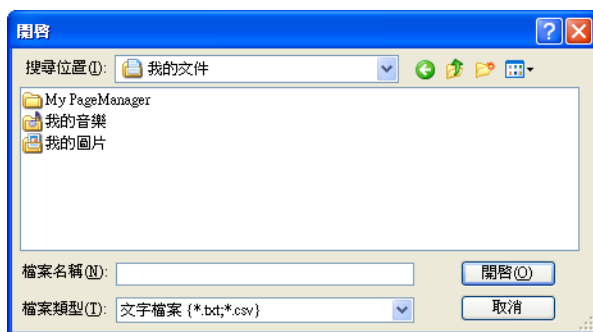 開啓
搜尋位置(I): 我的文件
My PageManager
我的音樂
我的圖片
檔案名稱(N): 開啓(O)
檔案類型(T): 文字檔案 {*.txt;*.csv} 取消